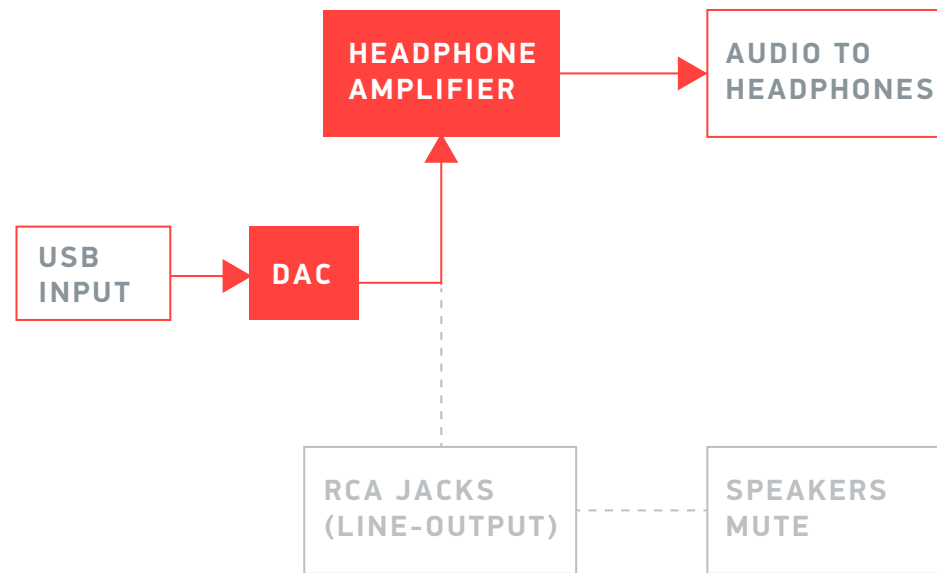 HEADPHONE
AMPLIFIER
AUDIO TO
HEADPHONES
USB
INPUT
DAC
RCA JACKS
(LINE-OUTPUT)
SPEAKERS
MUTE